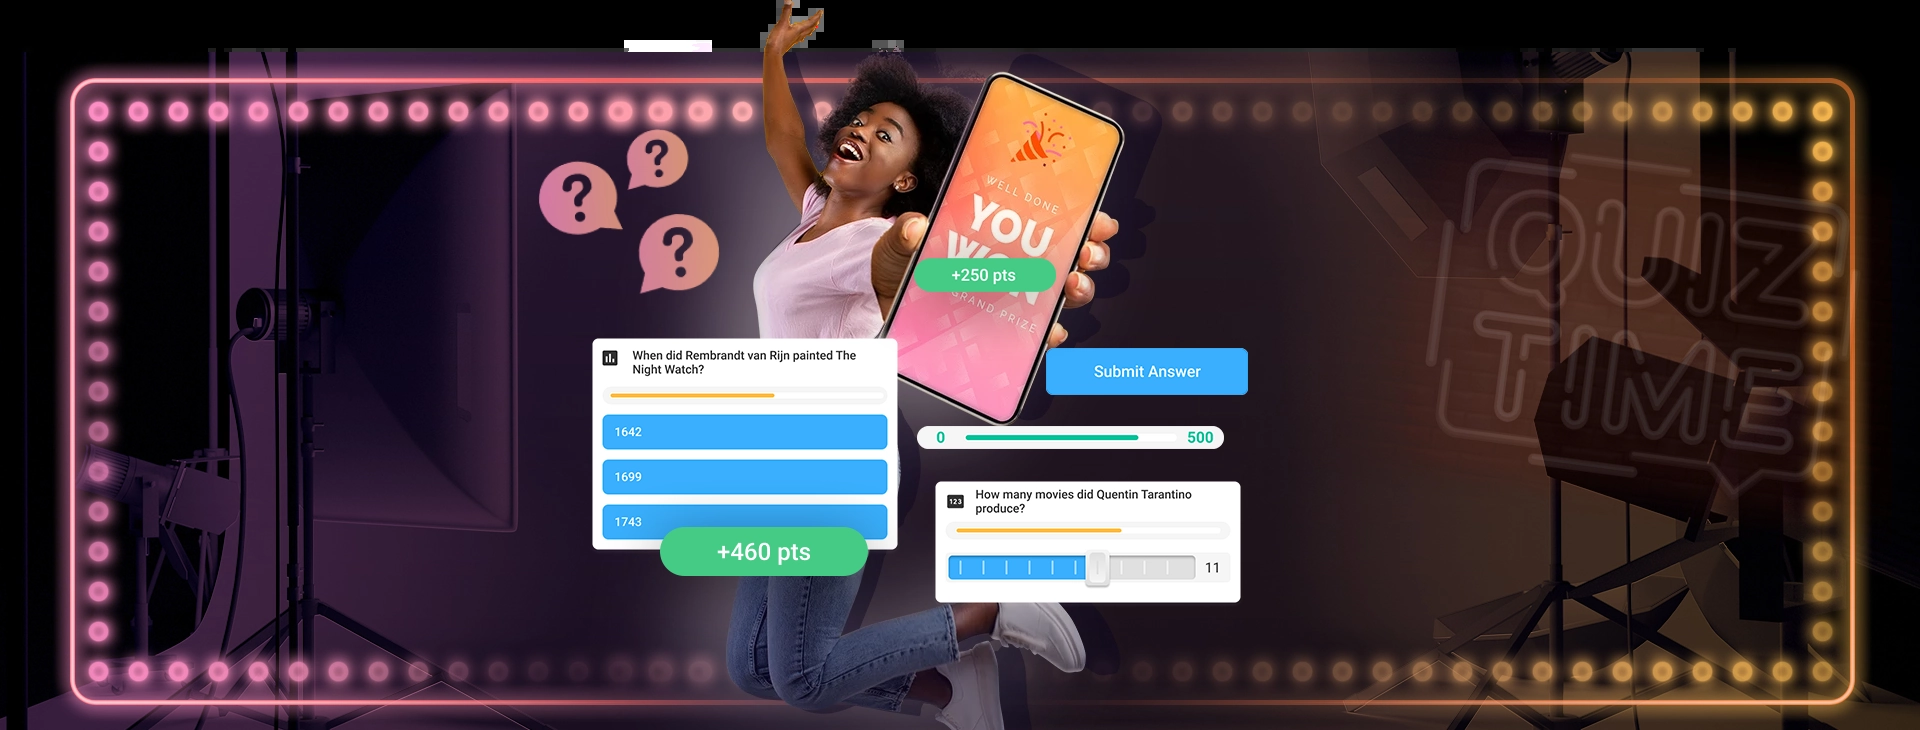 WELL DONE
YOU
+250 pts
GRAND PRIZE
When did Rembrandt van Rijn painted The
Night Watch?
1642
1699
1743
+460 pts
Submit Answer
0 500
123
How many movies did Quentin Tarantino
produce?
11
QUIZ
TIME